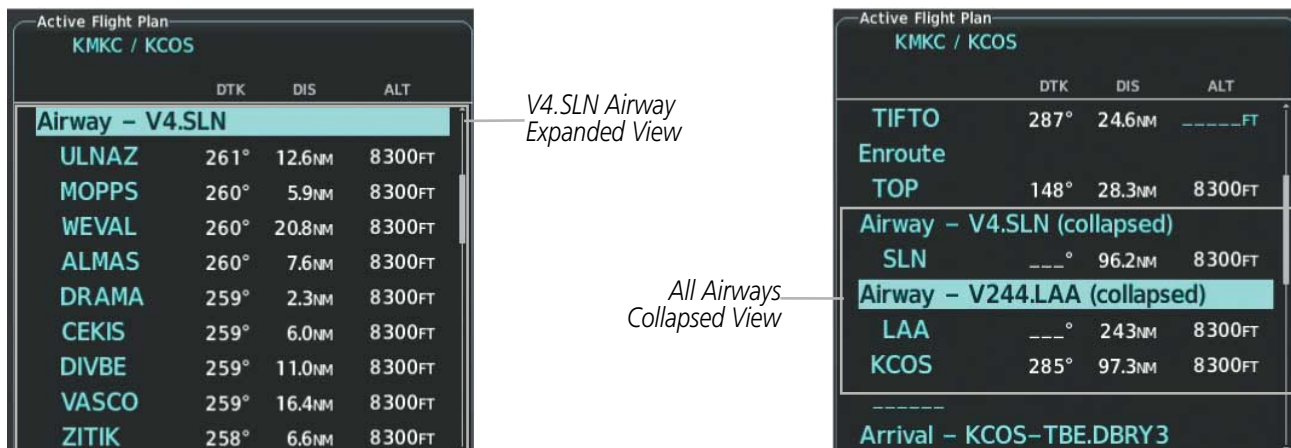 Active Flight Plan
KMKC / KCOS
DTK DIS ALT
Airway – V4.SLN
ULNAZ 261° 12.6NM 8300FT
MOPPS 260° 5.9NM 8300FT
WEVAL 260° 20.8NM 8300FT
ALMAS 260° 7.6NM 8300FT
DRAMA 259° 2.3NM 8300FT
CEKIS 259° 6.0NM 8300FT
DIVBE 259° 11.0NM 8300FT
VASCO 259° 16.4NM 8300FT
ZITIK 258° 6.6NM 8300FT
V4.SLN Airway
Expanded View
All Airways
Collapsed View
Active Flight Plan
KMKC / KCOS
DTK DIS ALT
TIFTO 287° 24.6NM _____FT
Enroute
TOP 148° 28.3NM 8300FT
Airway – V4.SLN (collapsed)
SLN ___° 96.2NM 8300FT
Airway – V244.LAA (collapsed)
LAA ___° 243NM 8300FT
KCOS 285° 97.3NM 8300FT
______
Arrival – KCOS–TBE.DBRY3